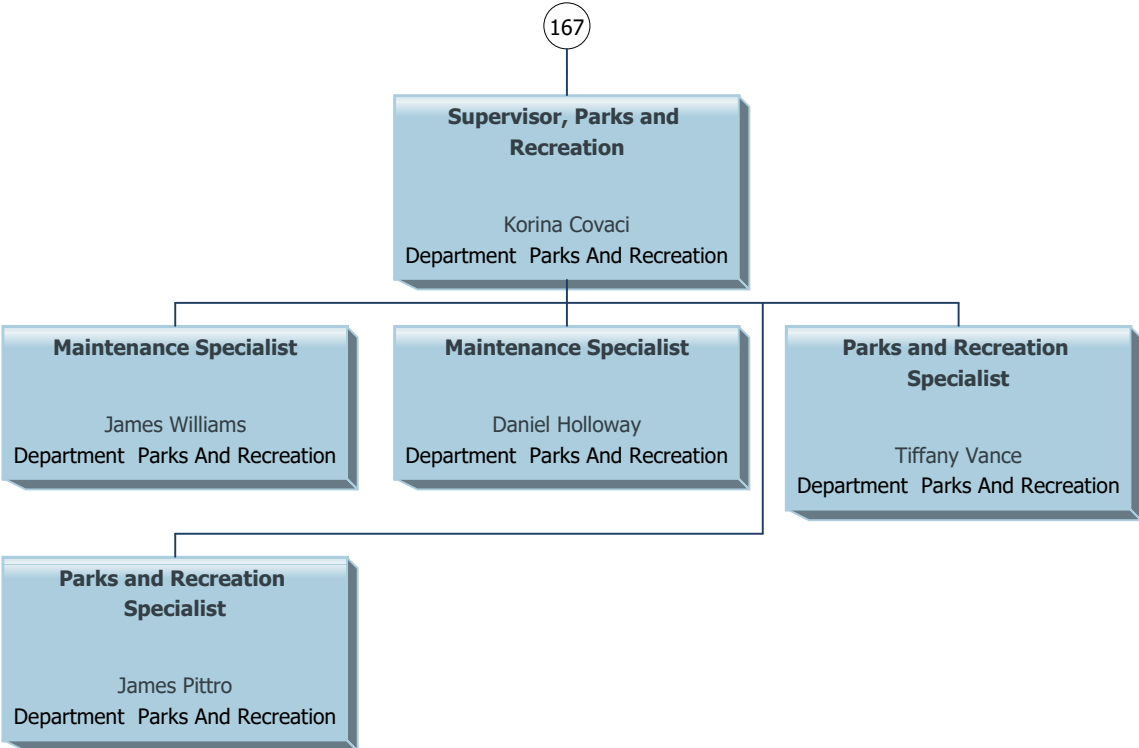 167
Supervisor, Parks and
Recreation
Korina Covaci
Department  Parks And Recreation
Maintenance Specialist
James Williams
Department  Parks And Recreation
Maintenance Specialist
Daniel Holloway
Department  Parks And Recreation
Parks and Recreation
Specialist
Tiffany Vance
Department  Parks And Recreation
Parks and Recreation
Specialist
James Pittro
Department  Parks And Recreation